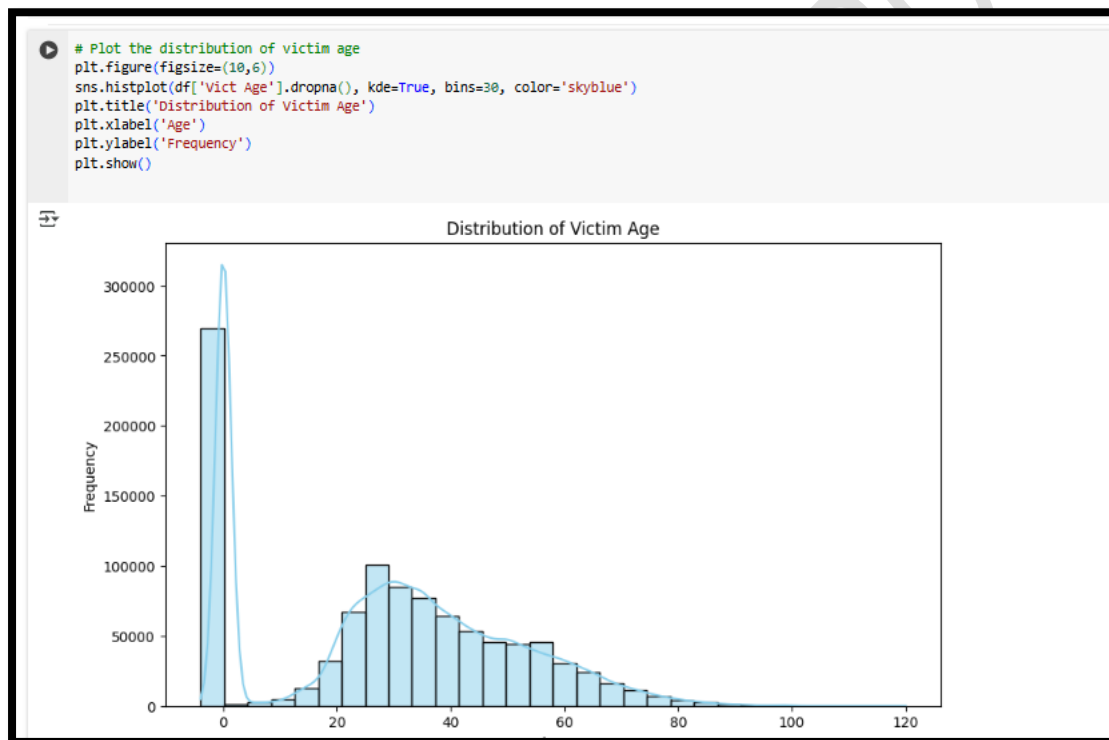 # Plot the distribution of victim age
plt.figure(figsize=(10,6))
sns.histplot(df['Vict Age'].dropna(), kde=True, bins=30, color='skyblue')
plt.title('Distribution of Victim Age')
plt.xlabel('Age')
plt.ylabel('Frequency')
plt.show()
Distribution of Victim Age
300000
250000
200000
150000
100000
50000
0
Frequency
0 20 40 60 80 100 120